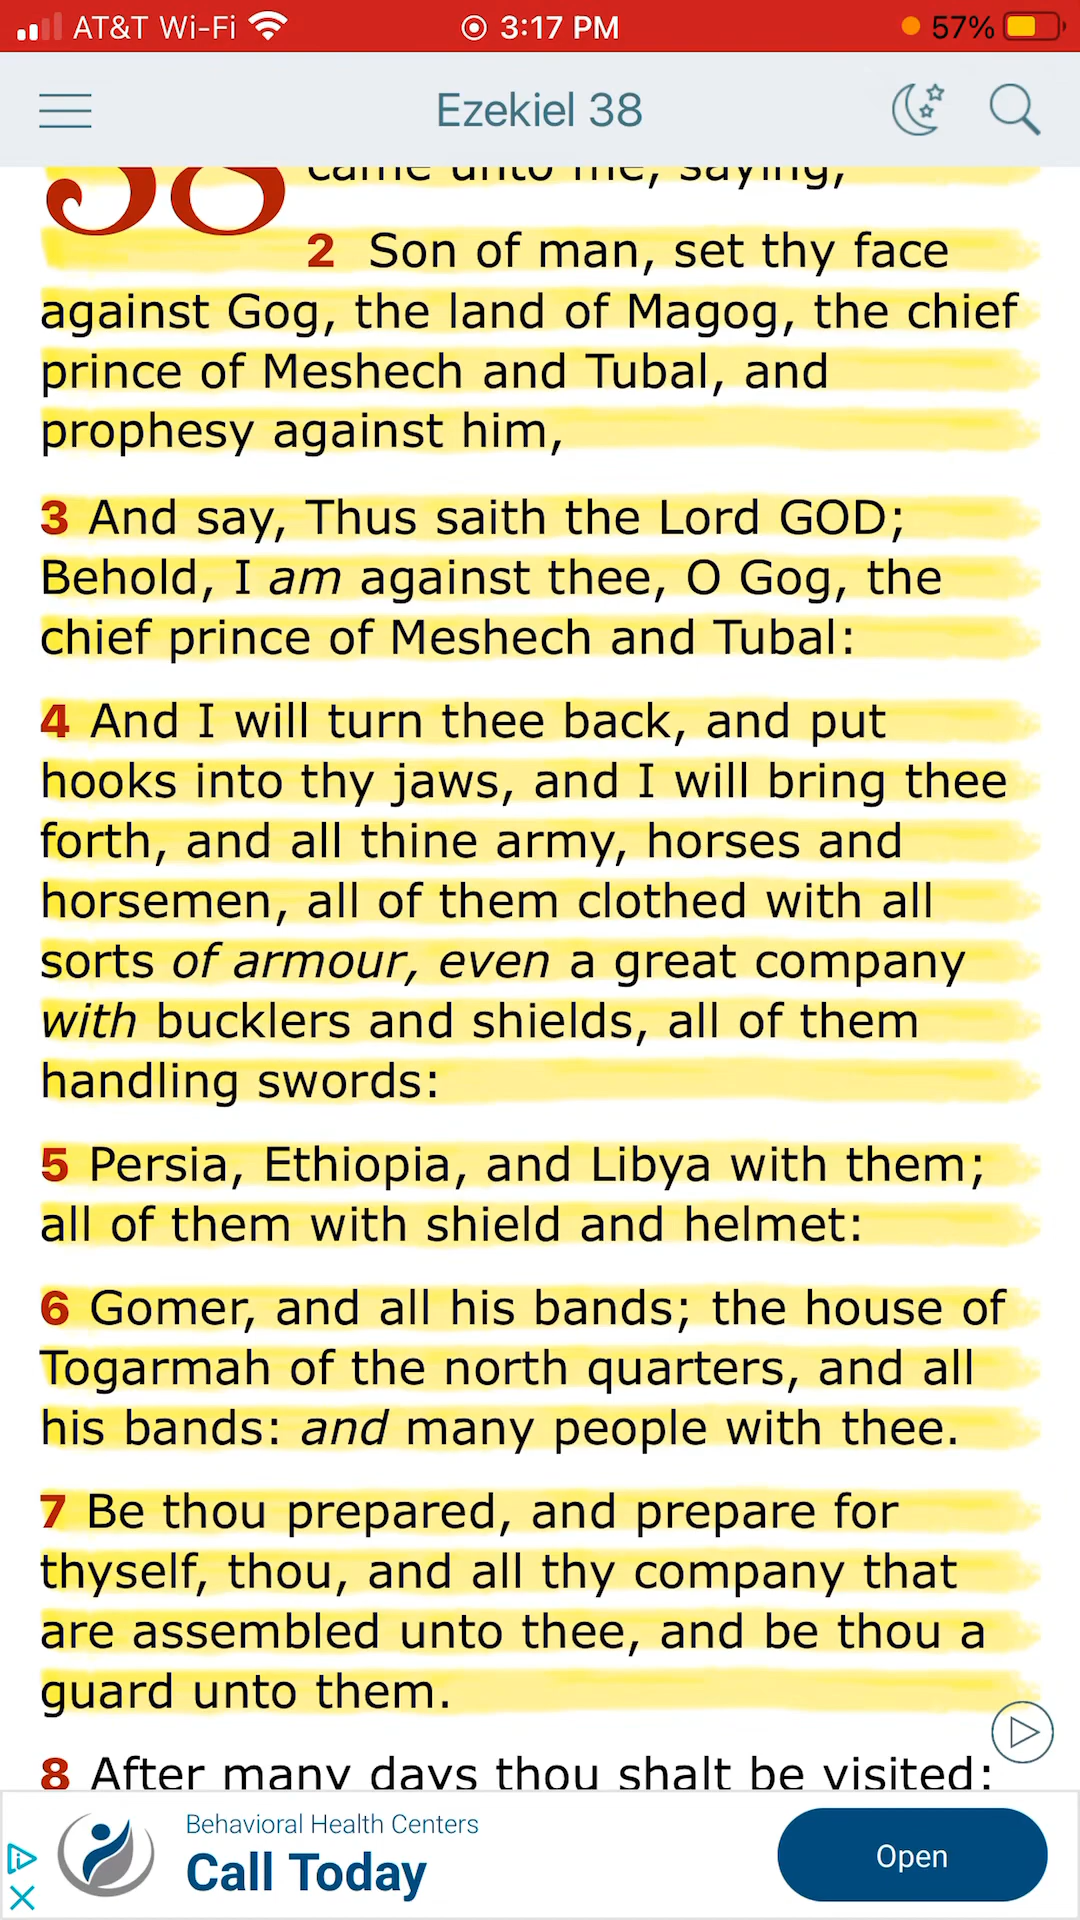 AT&T Wi-Fi 3:17 PM 57%
Ezekiel 38
38 came unto me, saying,
2 Son of man, set thy face
against Gog, the land of Magog, the chief
prince of Meshech and Tubal, and
prophesy against him,
3 And say, Thus saith the Lord GOD;
Behold, I am against thee, O Gog, the
chief prince of Meshech and Tubal:
4 And I will turn thee back, and put
hooks into thy jaws, and I will bring thee
forth, and all thine army, horses and
horsemen, all of them clothed with all
sorts of armour, even a great company
with bucklers and shields, all of them
handling swords:
5 Persia, Ethiopia, and Libya with them;
all of them with shield and helmet:
6 Gomer, and all his bands; the house of
Togarmah of the north quarters, and all
his bands: and many people with thee.
7 Be thou prepared, and prepare for
thyself, thou, and all thy company that
are assembled unto thee, and be thou a
guard unto them.
8 After many days thou shalt be visited:
Behavioral Health Centers
Call Today
Open